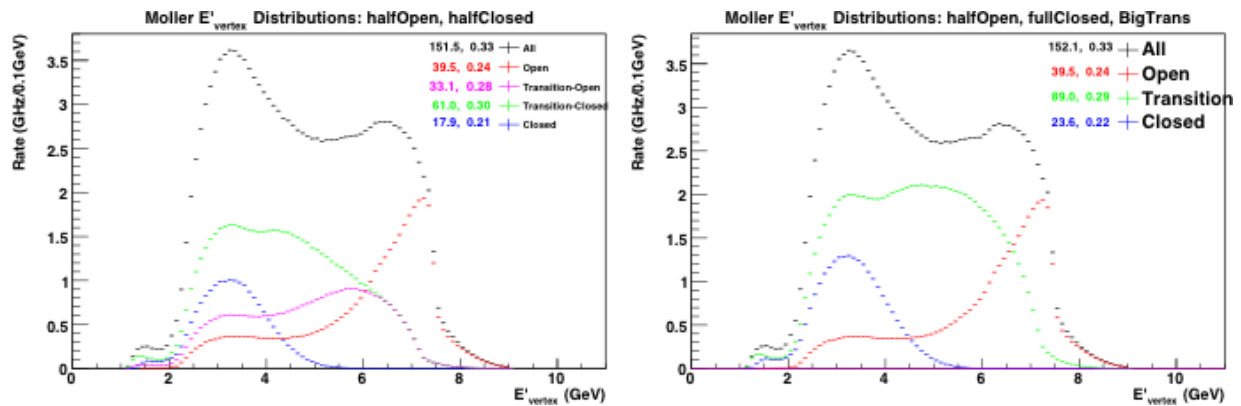 Moller E'vertex Distributions: halfOpen, halfClosed
Rate (GHz/0.1GeV)
3.5
3
2.5
2
1.5
1
0.5
0
151.5, 0.33 All
39.5, 0.24 Open
33.1, 0.28 Transition-Open
61.0, 0.30 Transition-Closed
17.9, 0.21 Closed
0 2 4 6 8 10
E'vertex (GeV)
Moller E'vertex Distributions: halfOpen, fullClosed, BigTrans
Rate (GHz/0.1GeV)
3.5
3
2.5
2
1.5
1
0.5
0
152.1, 0.33 All
39.5, 0.24 Open
89.0, 0.29 Transition
23.6, 0.22 Closed
0 2 4 6 8 10
E'vertex (GeV)